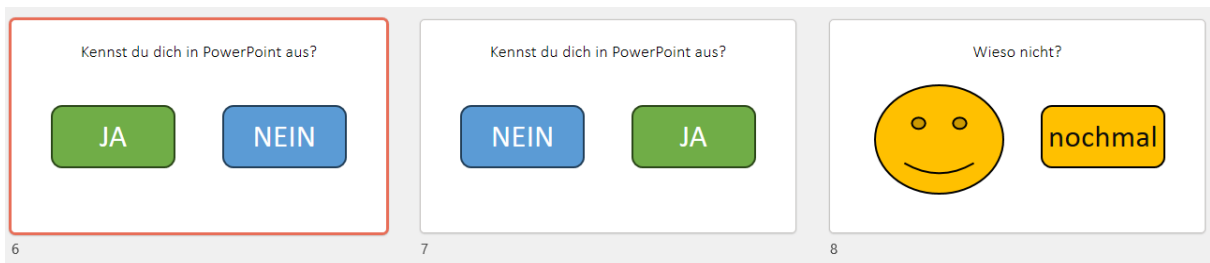 Kennst du dich in PowerPoint aus?
JA
NEIN
6
Kennst du dich in PowerPoint aus?
NEIN
JA
7
Wieso nicht?
nochmal
8